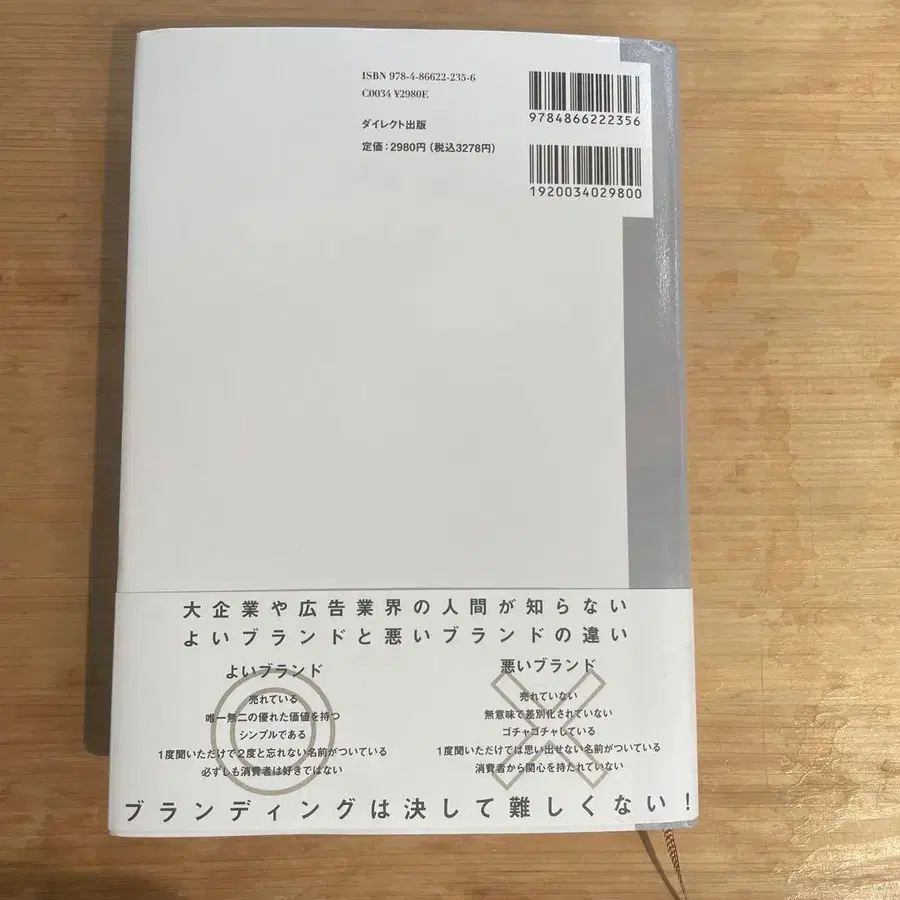 ISBN 978-4-86622-235-6
C0034 ¥2980E
ダイレクト出版
定価：2980円（税込3278円）
9784866222356
1920034029800
大企業や広告業界の人間が知らない
よいブランドと悪いブランドの違い
よいブランド
売れている
唯一無二の優れた価値を持つ
シンプルである
1度聞いただけで2度と忘れない名前がついている
必ずしも消費者は好きではない
悪いブランド
売れていない
無意味で差別化されていない
ゴチャゴチャしている
1度聞いただけでは思い出せない名前がついている
消費者から関心を持たれていない
ブランディングは決して難しくない！